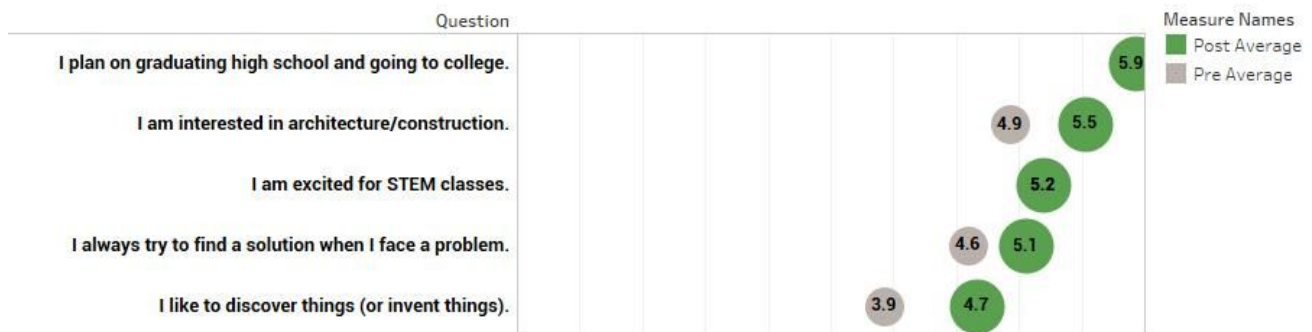 Question
Measure Names
Post Average
Pre Average
I plan on graduating high school and going to college. 5.9
I am interested in architecture/construction. 4.9 5.5
I am excited for STEM classes. 5.2
I always try to find a solution when I face a problem. 4.6 5.1
I like to discover things (or invent things). 3.9 4.7